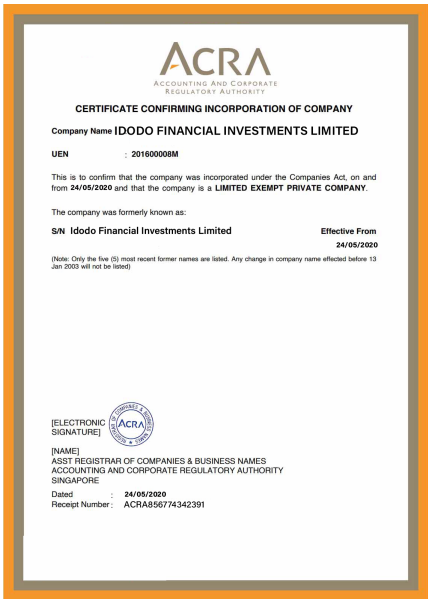 ACRA
ACCOUNTING AND CORPORATE
REGULATORY AUTHORITY
CERTIFICATE CONFIRMING INCORPORATION OF COMPANY
Company Name IDODO FINANCIAL INVESTMENTS LIMITED
UEN : 201600008M
This is to confirm that the company was incorporated under the Companies Act, on and
from 24/05/2020 and that the company is a LIMITED EXEMPT PRIVATE COMPANY.
The company was formerly known as:
S/N Idodo Financial Investments Limited Effective From
24/05/2020
(Note: Only the five (5) most recent former names are listed. Any change in company name effected before 13
Jan 2003 will not be listed)
[ELECTRONIC
SIGNATURE]
REGISTRAR OF COMPANIES & BUSINESS NAMES
ACRA
[NAME]
ASST REGISTRAR OF COMPANIES & BUSINESS NAMES
ACCOUNTING AND CORPORATE REGULATORY AUTHORITY
SINGAPORE
Dated : 24/05/2020
Receipt Number : ACRA856774342391